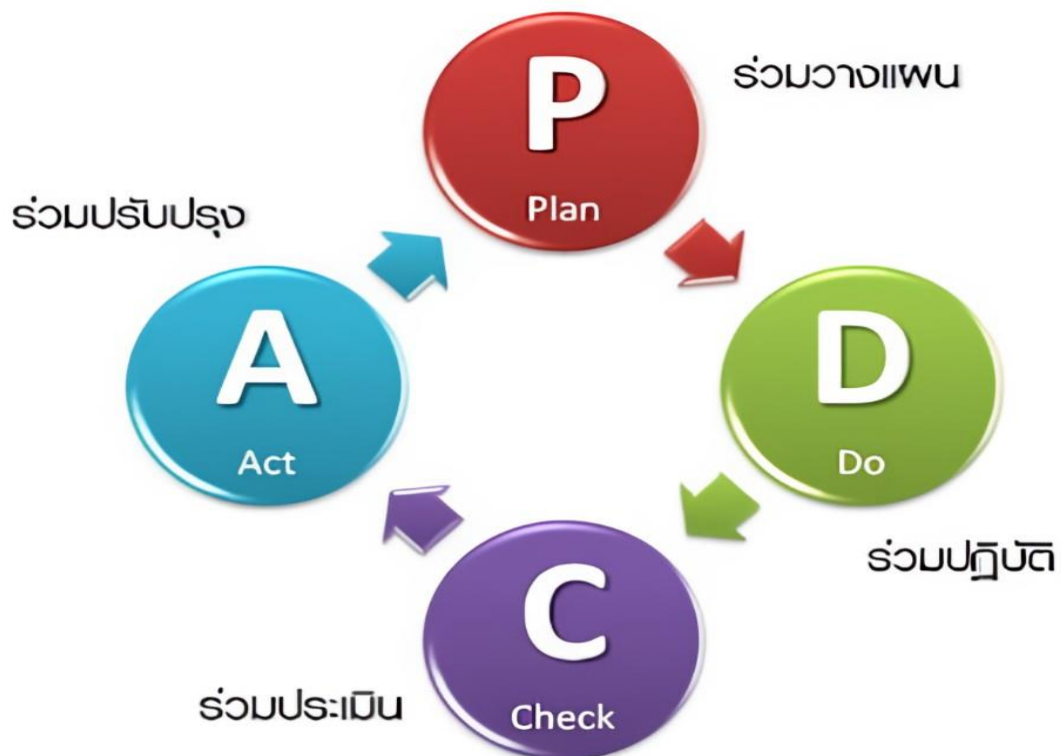 P
Plan
ร่วมวางแผน
D
Do
ร่วมปฏิบัติ
C
Check
ร่วมประเมิน
A
Act
ร่วมปรับปรุง